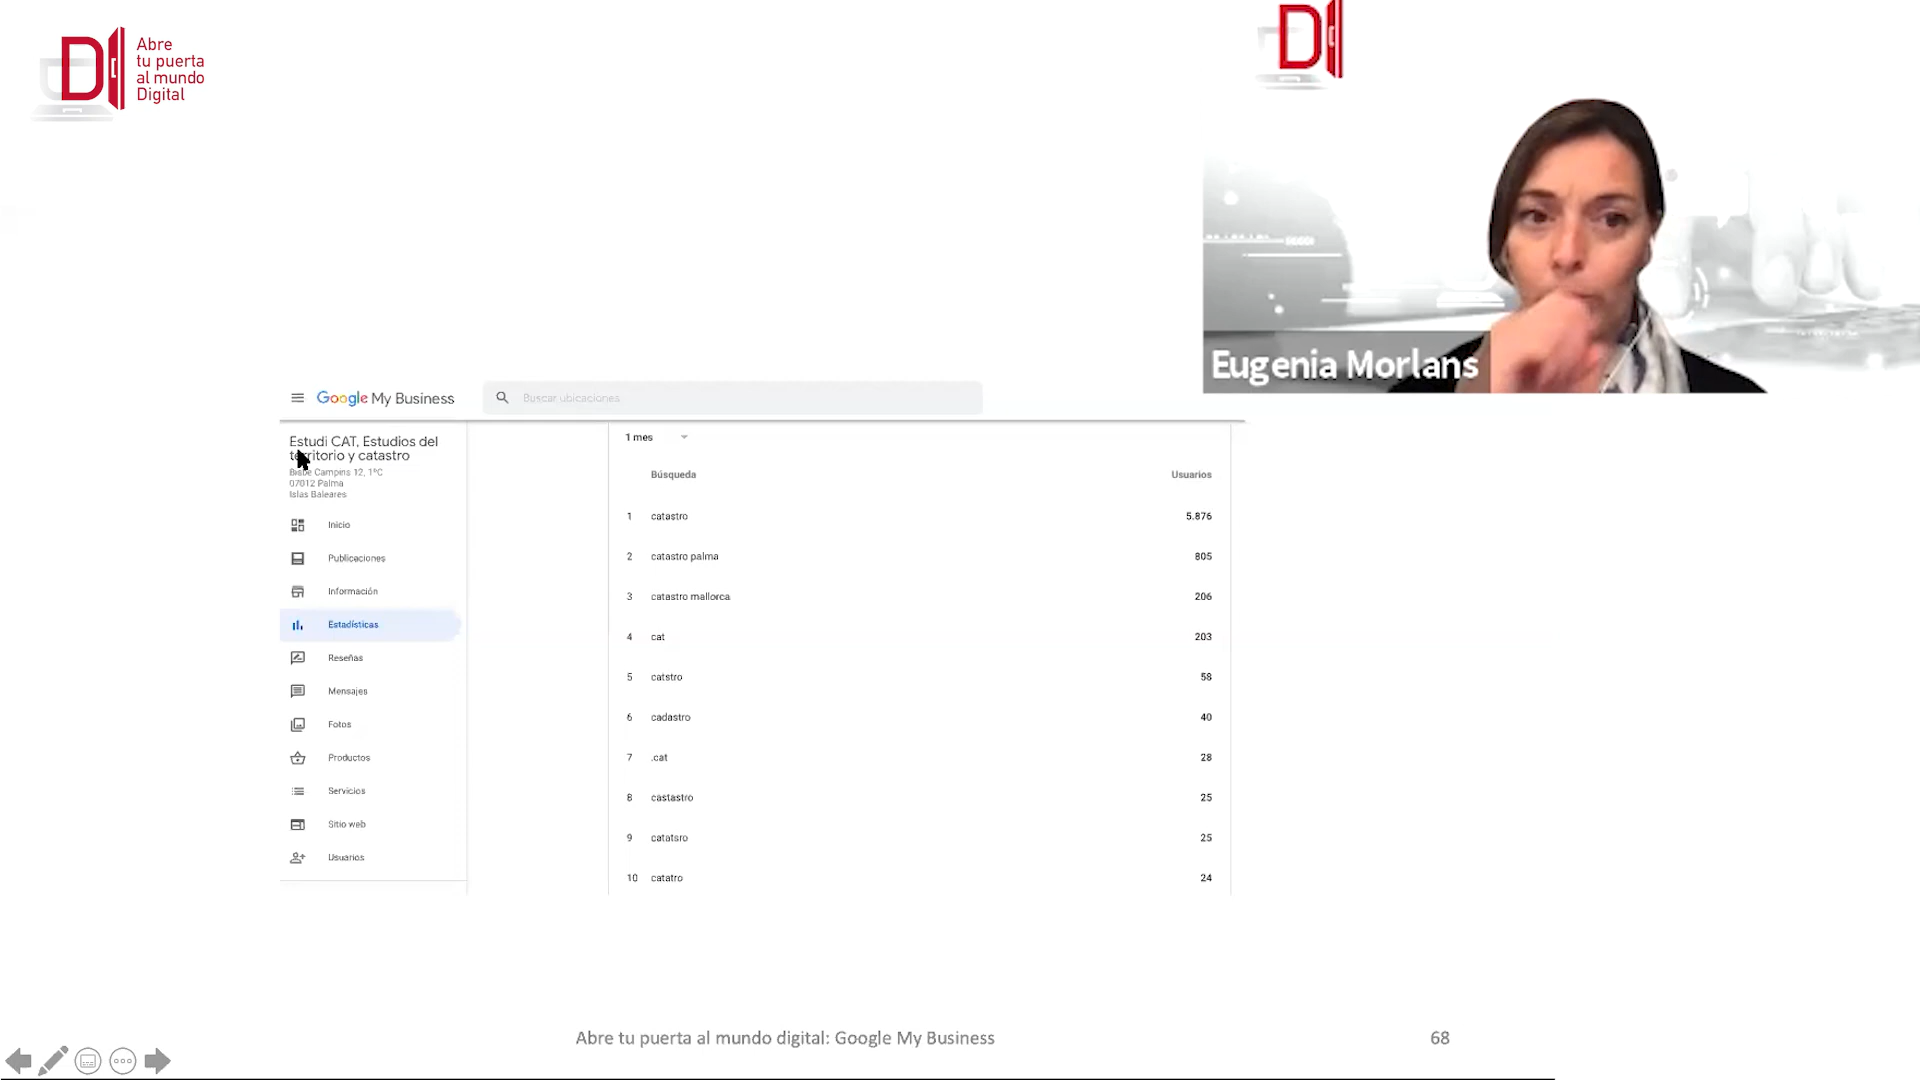 Abre
tu puerta
al mundo
Digital
Eugenia Morlans
Google My Business
Buscar ubicaciones
Estudi CAT, Estudios del
territorio y catastro
Bisbe Campins 12, 1ºC
07012 Palma
Islas Baleares
Inicio
Publicaciones
Información
Estadísticas
Reseñas
Mensajes
Fotos
Productos
Servicios
Sitio web
Usuarios
1 mes
Búsqueda Usuarios
1 catastro 5.876
2 catastro palma 805
3 catastro mallorca 206
4 cat 203
5 catstro 58
6 cadastro 40
7 .cat 28
8 castastro 25
9 catatsro 25
10 catatro 24
Abre tu puerta al mundo digital: Google My Business 68